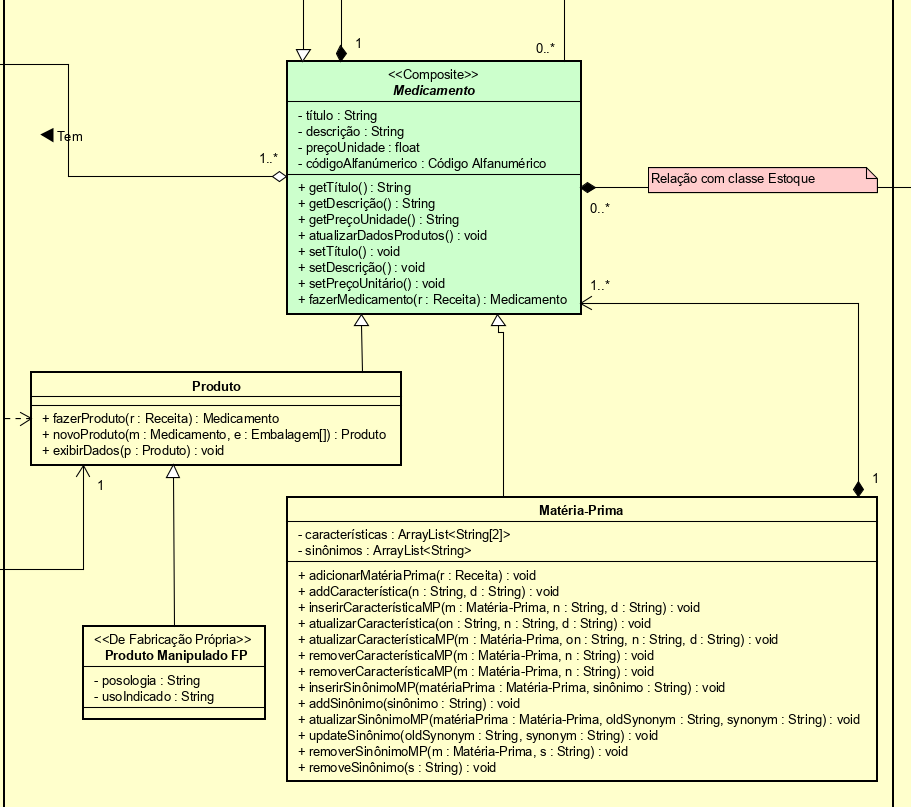 1
0..*
<<Composite>>
Medicamento
- título : String
- descrição : String
- preçoUnidade : float
- códigoAlfanúmerico : Código Alfanumérico
+ getTítulo() : String
+ getDescrição() : String
+ getPreçoUnidade() : String
+ atualizarDadosProdutos() : void
+ setTítulo() : void
+ setDescrição() : void
+ setPreçoUnitário() : void
+ fazerMedicamento(r : Receita) : Medicamento
Tem
1..*
Relação com classe Estoque
0..*
1..*
Produto
+ fazerProduto(r : Receita) : Medicamento
+ novoProduto(m : Medicamento, e : Embalagem[]) : Produto
+ exibirDados(p : Produto) : void
1
1
Matéria-Prima
- características : ArrayList<String[2]>
- sinônimos : ArrayList<String>
+ adicionarMatériaPrima(r : Receita) : void
+ addCaracterística(n : String, d : String) : void
+ inserirCaracterísticaMP(m : Matéria-Prima, n : String, d : String) : void
+ atualizarCaracterística(on : String, n : String, d : String) : void
+ atualizarCaracterísticaMP(m : Matéria-Prima, on : String, n : String, d : String) : void
+ removerCaracterísticaMP(m : Matéria-Prima, n : String) : void
+ removerCaracterísticaMP(m : Matéria-Prima, n : String) : void
+ inserirSinônimoMP(matériaPrima : Matéria-Prima, sinônimo : String) : void
+ addSinônimo(sinônimo : String) : void
+ atualizarSinônimoMP(matériaPrima : Matéria-Prima, oldSynonym : String, synonym : String) : void
+ updateSinônimo(oldSynonym : String, synonym : String) : void
+ removerSinônimoMP(m : Matéria-Prima, s : String) : void
+ removeSinônimo(s : String) : void
<<De Fabricação Própria>>
Produto Manipulado FP
- posologia : String
- usoIndicado : String